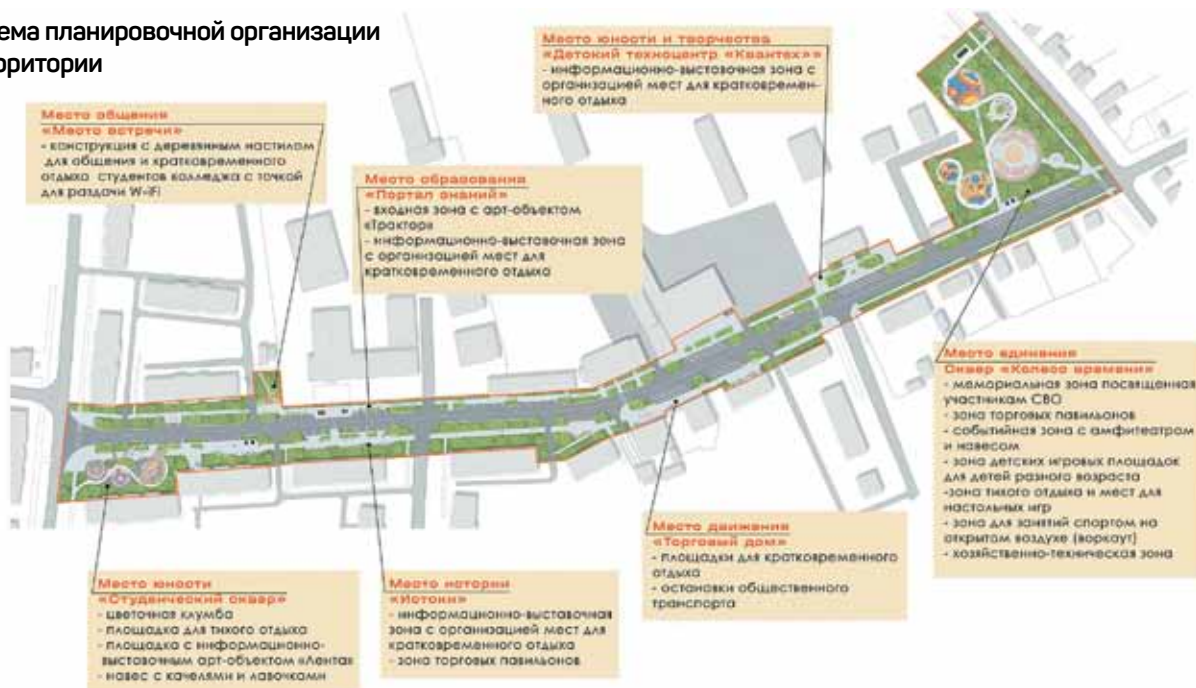 ема планировочной организации
рритории
Место общения
«Место встречи»
- конструкция с деревянным настилом
для общения и кратковременного
отдыха студентов колледжа с точкой
для раздачи W-iFi
Место образования
«Портал знаний»
- входная зона с арт-объектом
«Трактор»
- информационно-выставочная зона
с организацией мест для
кратковременного отдыха
Место юности и творчества
«Детский техноцентр «Квантех»»
- информационно-выставочная зона с
организацией мест для кратковремен-
ного отдыха
Место единения
Сквер «Колесо времени»
- мемориальная зона посвященная
участникам СВО
- зона торговых павильонов
- событийная зона с амфитеатром
и навесом
- зона детских игровых площадок
для детей разного возраста
-зона тихого отдыха и мест для
настольных игр
- зона для занятий спортом на
открытом воздухе (воркаут)
- хозяйственно-техническая зона
Место движения
«Торговый дом»
- площадки для кратковременного
отдыха
- остановки общественного
транспорта
Место юности
«Студенческий сквер»
- цветочная клумба
- площадка для тихого отдыха
- площадка с информационно-
выставочным арт-объектом «Лента»
- навес с качелями и лавочками
Место истории
«Истоки»
- информационно-выставочная
зона с организацией мест для
кратковременного отдыха
- зона торговых павильонов